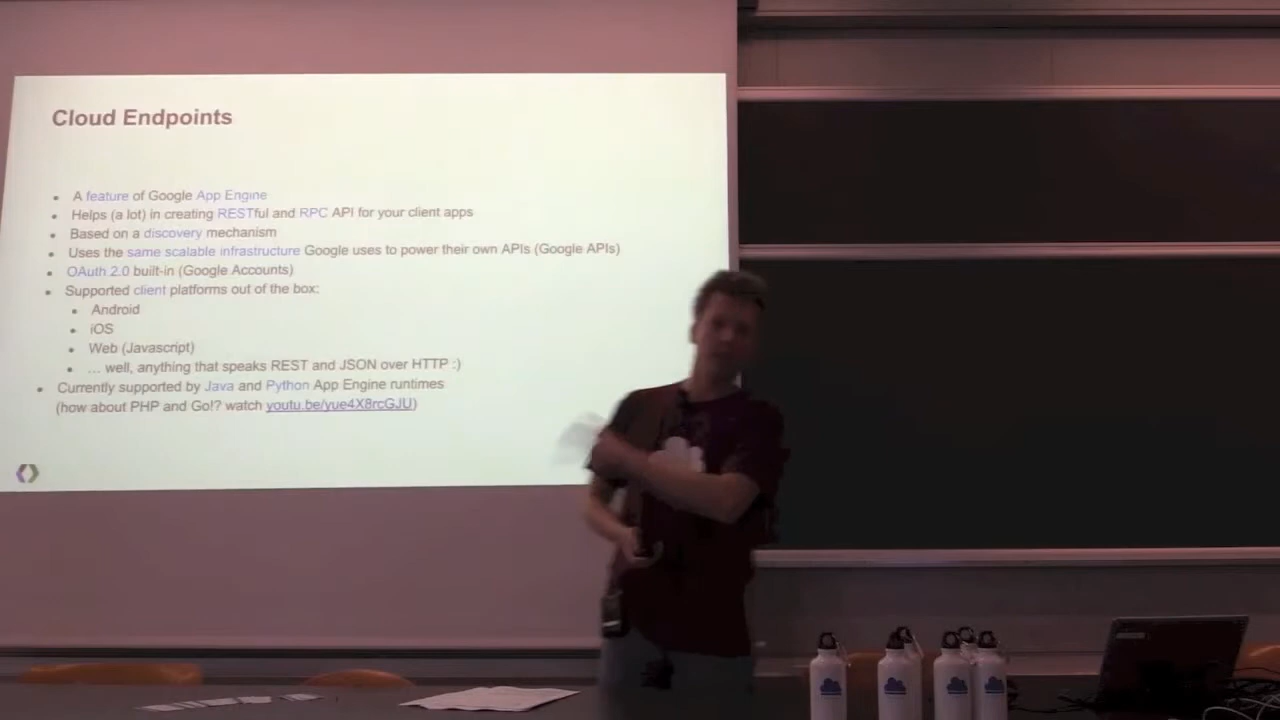 Cloud Endpoints
• A feature of Google App Engine
• Helps (a lot) in creating RESTful and RPC API for your client apps
• Based on a discovery mechanism
• Uses the same scalable infrastructure Google uses to power their own APIs (Google APIs)
• OAuth 2.0 built-in (Google Accounts)
• Supported client platforms out of the box:
• Android
• iOS
• Web (Javascript)
• … well, anything that speaks REST and JSON over HTTP :)
• Currently supported by Java and Python App Engine runtimes
(how about PHP and Go!? watch youtu.be/yue4X8rcGJU)